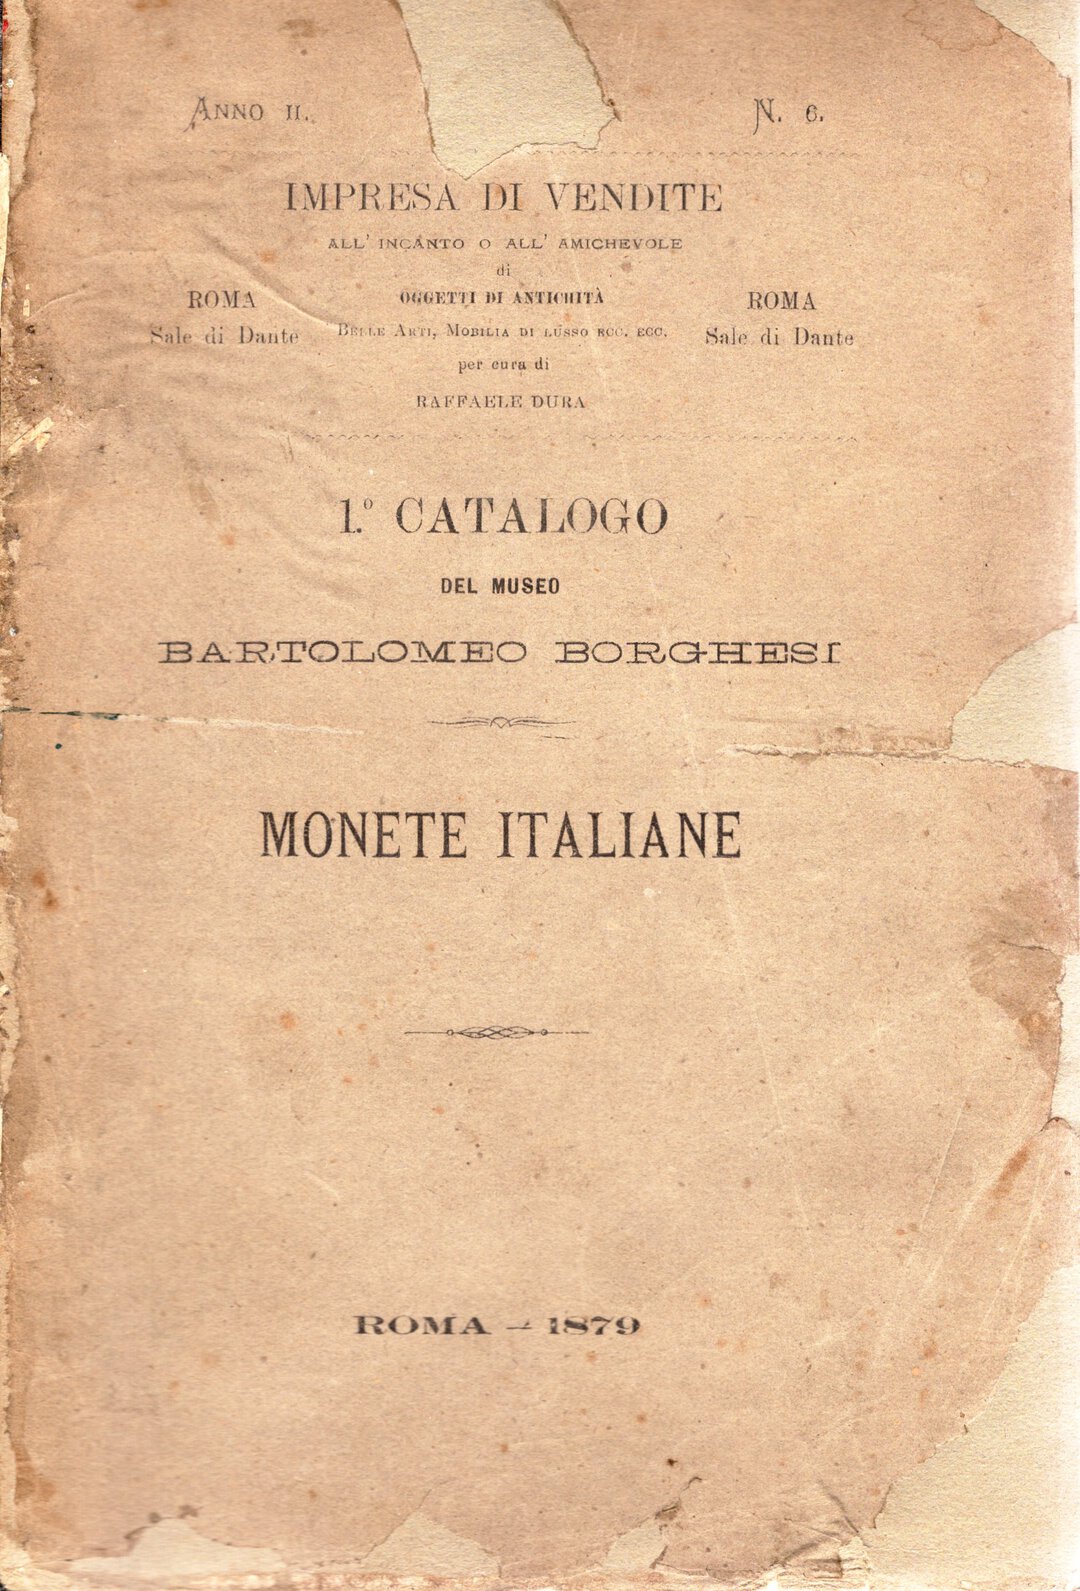 ANNO II. N. 6.
IMPRESA DI VENDITE
ALL' INCANTO O ALL' AMICHEVOLE
di
ROMA OGGETTI DI ANTICHITÀ ROMA
Sale di Dante BELLE ARTI, MOBILIA DI LUSSO ECC. ECC. Sale di Dante
per cura di
RAFFAELE DURA
1.º CATALOGO
DEL MUSEO
BARTOLOMEO BORGHESI
MONETE ITALIANE
ROMA — 1879